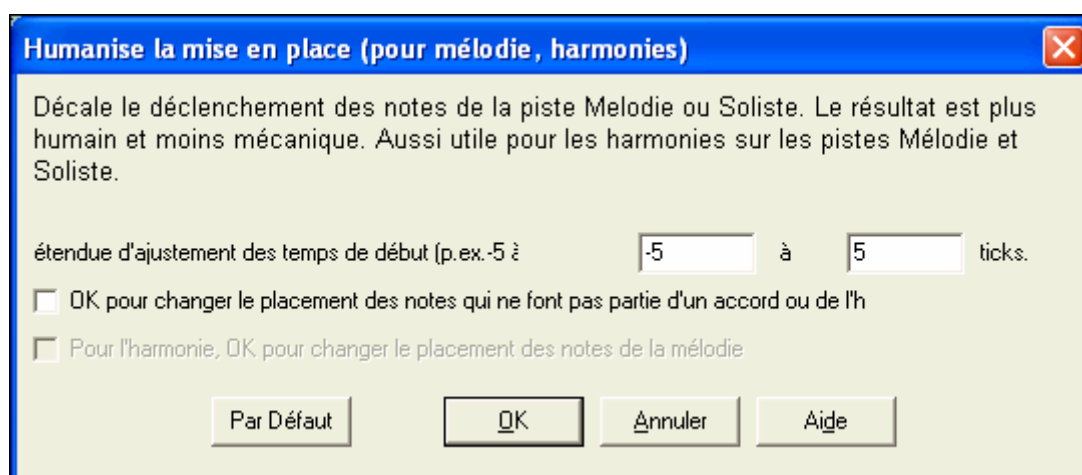 Humanise la mise en place (pour mélodie, harmonies)
Décale le déclenchement des notes de la piste Melodie ou Soliste. Le résultat est plus
humain et moins mécanique. Aussi utile pour les harmonies sur les pistes Mélodie et
Soliste.
étendue d'ajustement des temps de début (p.ex.-5 à -5 à 5 ticks.
OK pour changer le placement des notes qui ne font pas partie d'un accord ou de l'h
Pour l'harmonie, OK pour changer le placement des notes de la mélodie
Par Défaut OK Annuler Aide